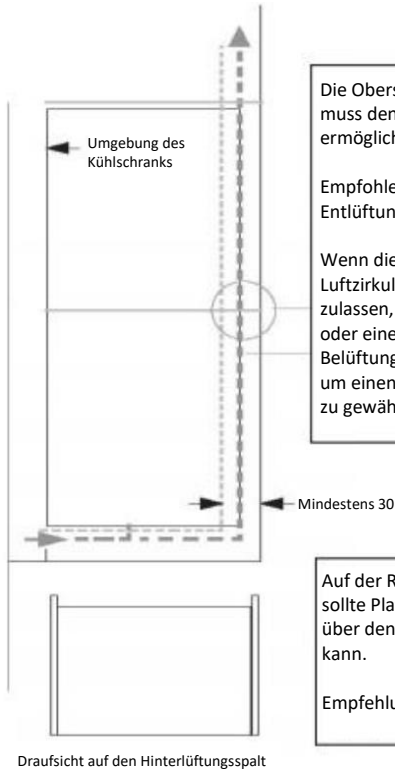 Umgebung des
Kühlschranks
Die Obers
muss den
ermöglich
Empfohle
Entlüftun
Wenn die
Luftzirkul
zulassen,
oder eine
Belüftung
um einen
zu gewäh
Mindestens 30
Auf der R
sollte Pla
über den
kann.
Empfehlu
Draufsicht auf den Hinterlüftungsspalt